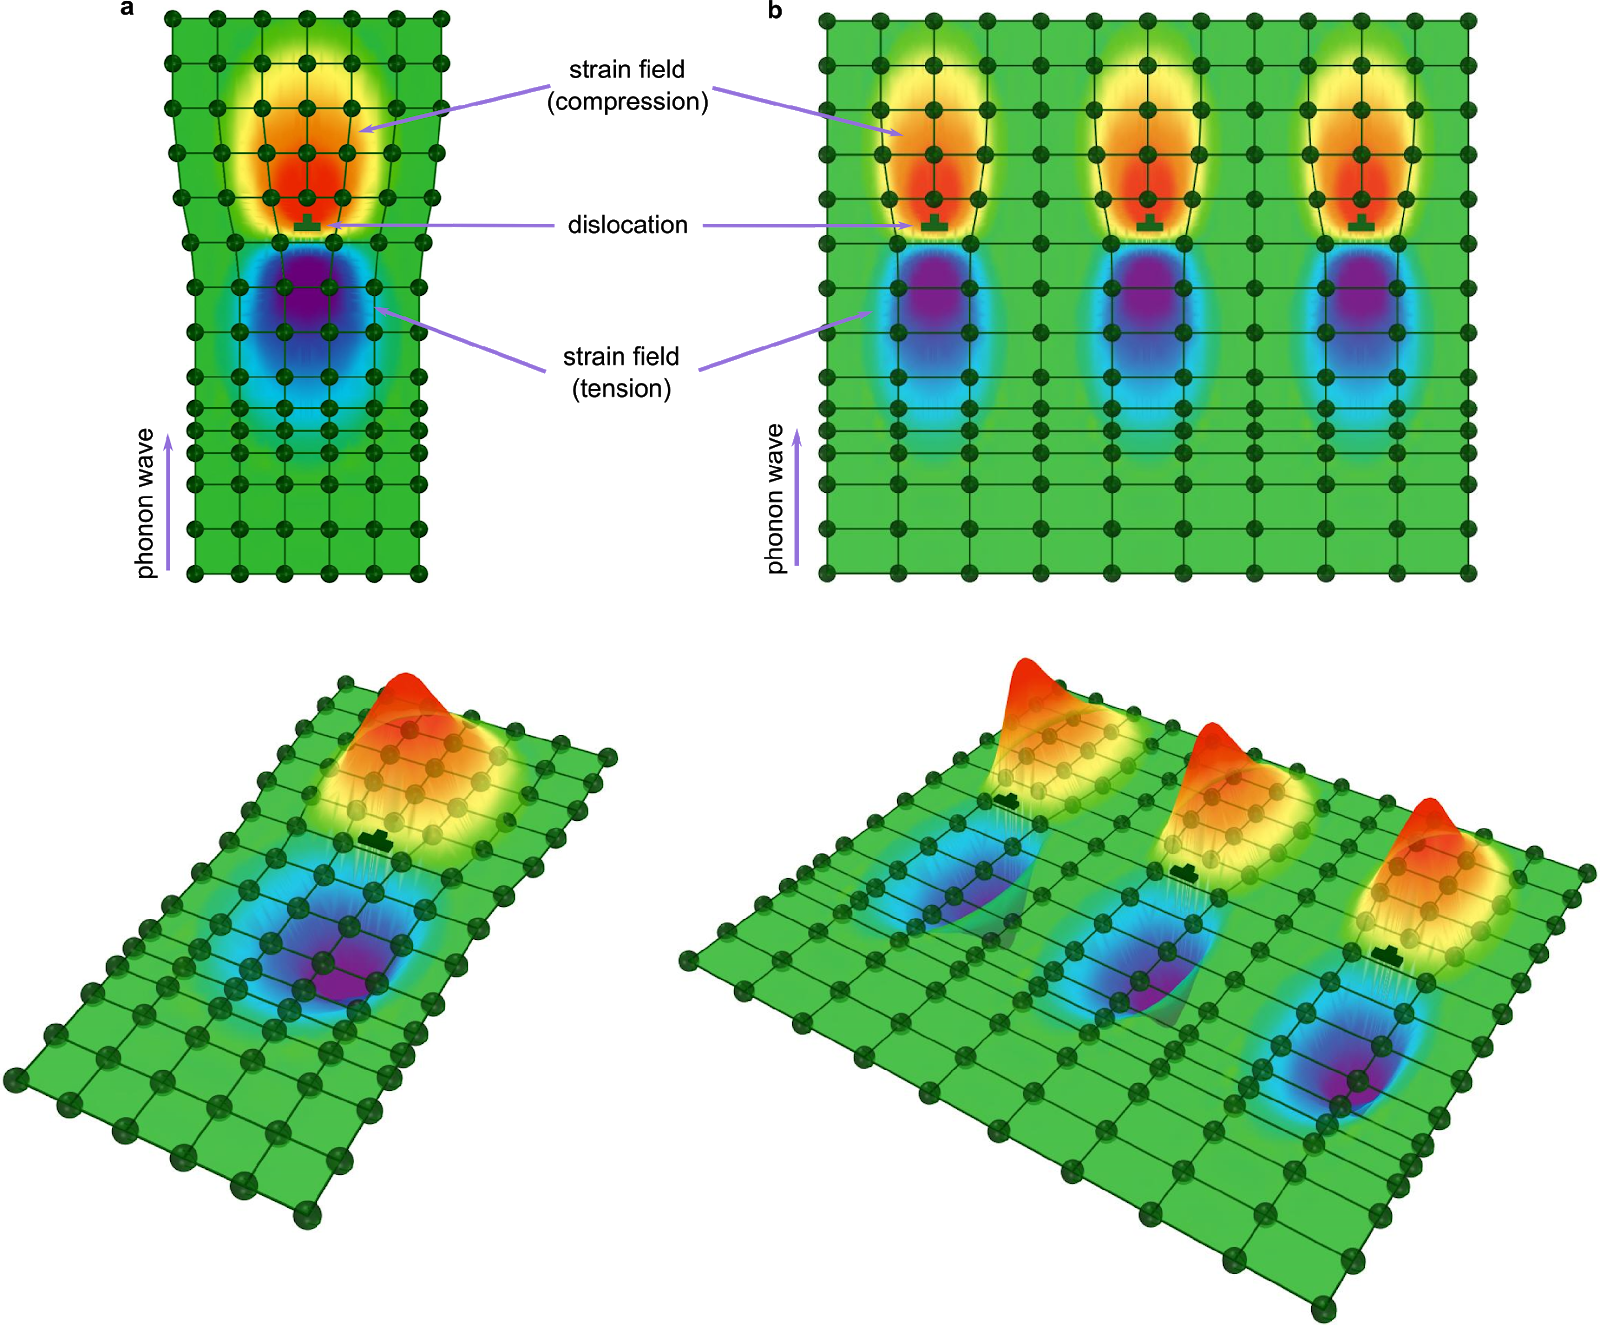 a
b
strain field
(compression)
dislocation
strain field
(tension)
phonon wave
phonon wave